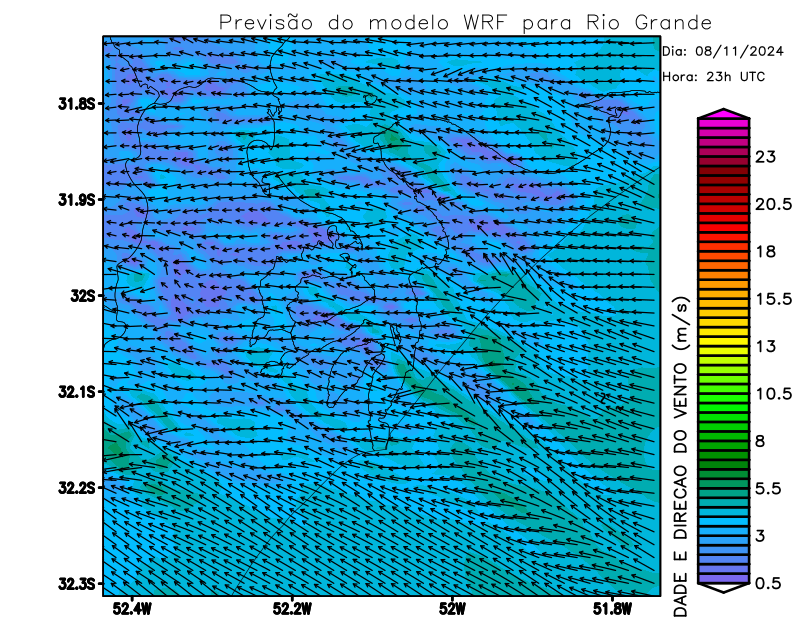 Previsão do modelo WRF para Rio Grande
Dia: 08/11/2024
Hora: 23h UTC
31.8S
31.9S
32S
32.1S
32.2S
32.3S
52.4W
52.2W
52W
51.8W
23
20.5
18
15.5
13
10.5
8
5.5
3
0.5
DADE E DIRECAO DO VENTO (m/s)